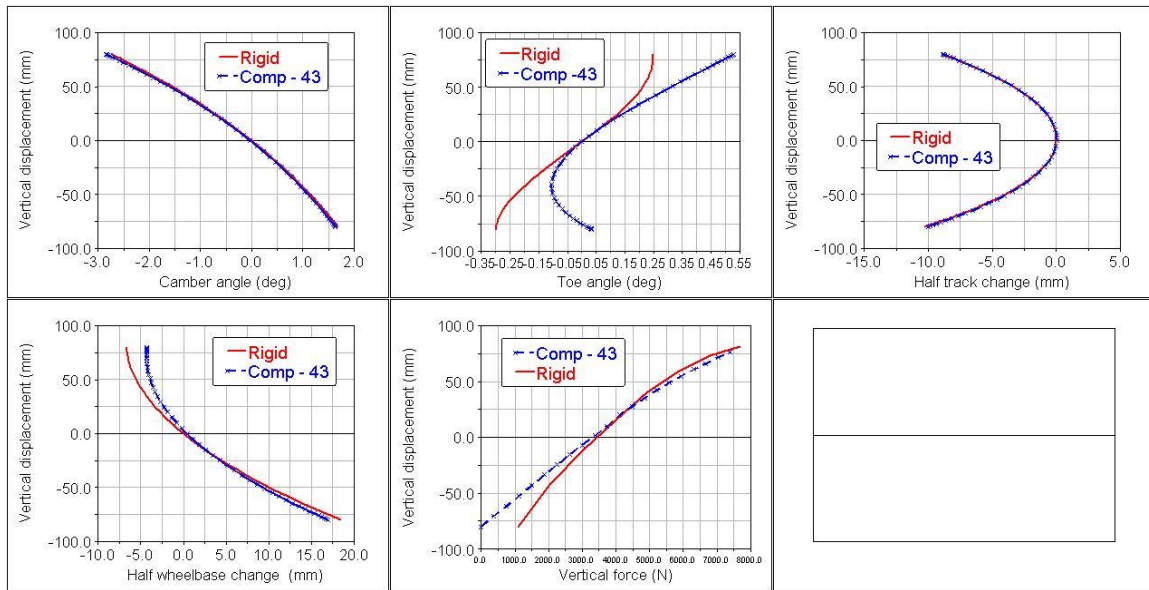 Vertical displacement (mm)
100.0
50.0
0.0
-50.0
-100.0
Rigid
Comp - 43
-3.0 -2.0 -1.0 0.0 1.0 2.0
Camber angle (deg)
Vertical displacement (mm)
100.0
50.0
0.0
-50.0
-100.0
Rigid
Comp -43
-0.35 -0.25 -0.15 -0.05 0.05 0.15 0.25 0.35 0.45 0.55
Toe angle (deg)
Vertical displacement (mm)
100.0
50.0
0.0
-50.0
-100.0
Rigid
Comp - 43
-15.0 -10.0 -5.0 0.0 5.0
Half track change (mm)
Vertical displacement (mm)
100.0
50.0
0.0
-50.0
-100.0
Rigid
Comp - 43
-10.0 -5.0 0.0 5.0 10.0 15.0 20.0
Half wheelbase change (mm)
Vertical displacement (mm)
100.0
50.0
0.0
-50.0
-100.0
Comp - 43
Rigid
0.0 1000.0 2000.0 3000.0 4000.0 5000.0 6000.0 7000.0 8000.0
Vertical force (N)